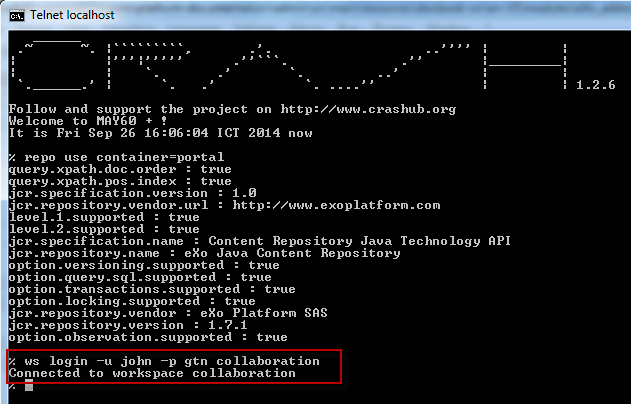 Telnet localhost
1.2.6
Follow and support the project on http://www.crashub.org
Welcome to MAY60 + !
It is Fri Sep 26 16:06:04 ICT 2014 now
% repo use container=portal
query.xpath.doc.order : true
query.xpath.pos.index : true
jcr.specification.version : 1.0
jcr.repository.vendor.url : http://www.exoplatform.com
level.1.supported : true
level.2.supported : true
jcr.specification.name : Content Repository Java Technology API
jcr.repository.name : eXo Java Content Repository
option.versioning.supported : true
option.query.sql.supported : true
option.transactions.supported : true
option.locking.supported : true
jcr.repository.vendor : eXo Platform SAS
jcr.repository.version : 1.7.1
option.observation.supported : true
% ws login -u john -p gtn collaboration
Connected to workspace collaboration
%